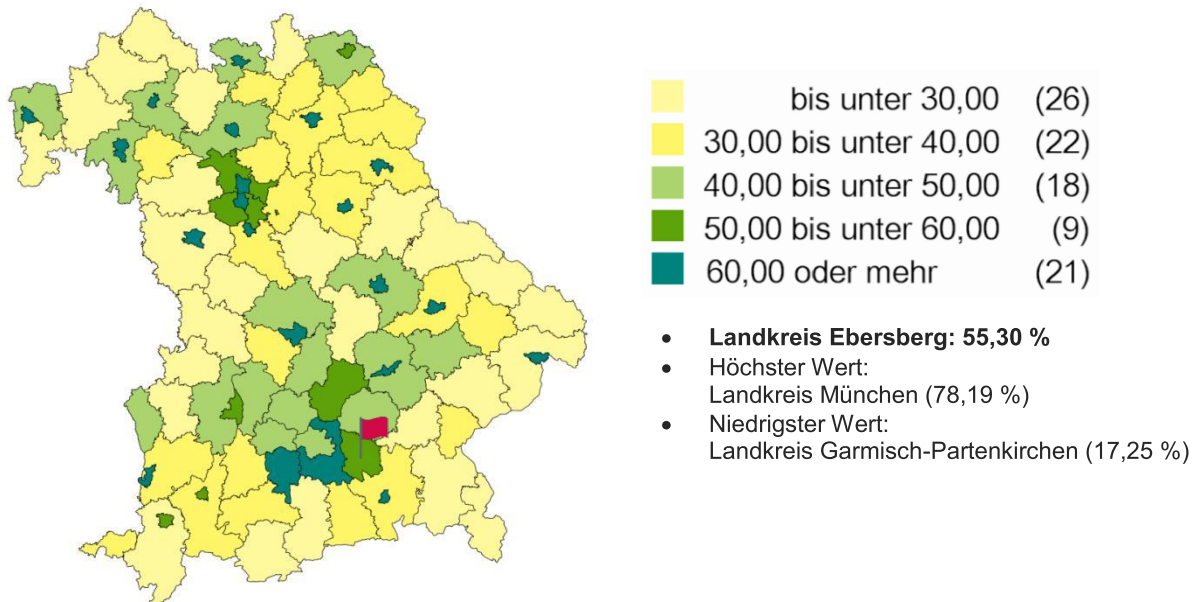 bis unter 30,00 (26)
30,00 bis unter 40,00 (22)
40,00 bis unter 50,00 (18)
50,00 bis unter 60,00 (9)
60,00 oder mehr (21)
• Landkreis Ebersberg: 55,30 %
• Höchster Wert:
Landkreis München (78,19 %)
• Niedrigster Wert:
Landkreis Garmisch-Partenkirchen (17,25 %)